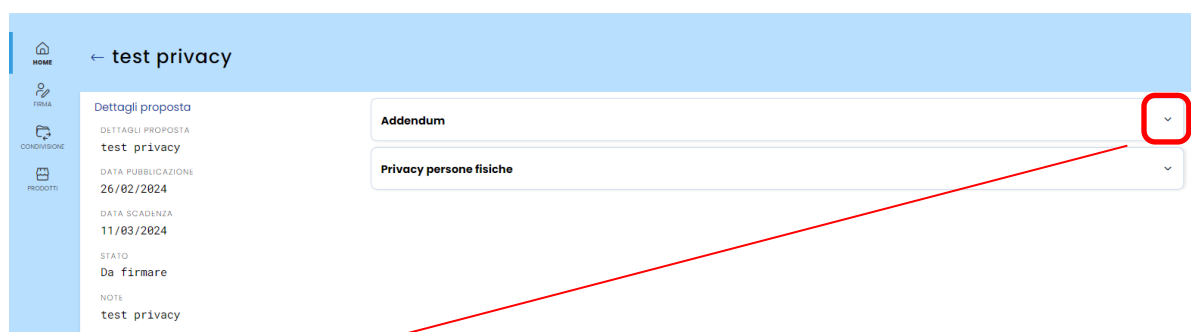 HOME
FIRMA
CONDIVISIONE
PRODOTTI
← test privacy
Dettagli proposta
DETTAGLI PROPOSTA
test privacy
DATA PUBBLICAZIONE
26/02/2024
DATA SCADENZA
11/03/2024
STATO
Da firmare
NOTE
test privacy
Addendum
Privacy persone fisiche